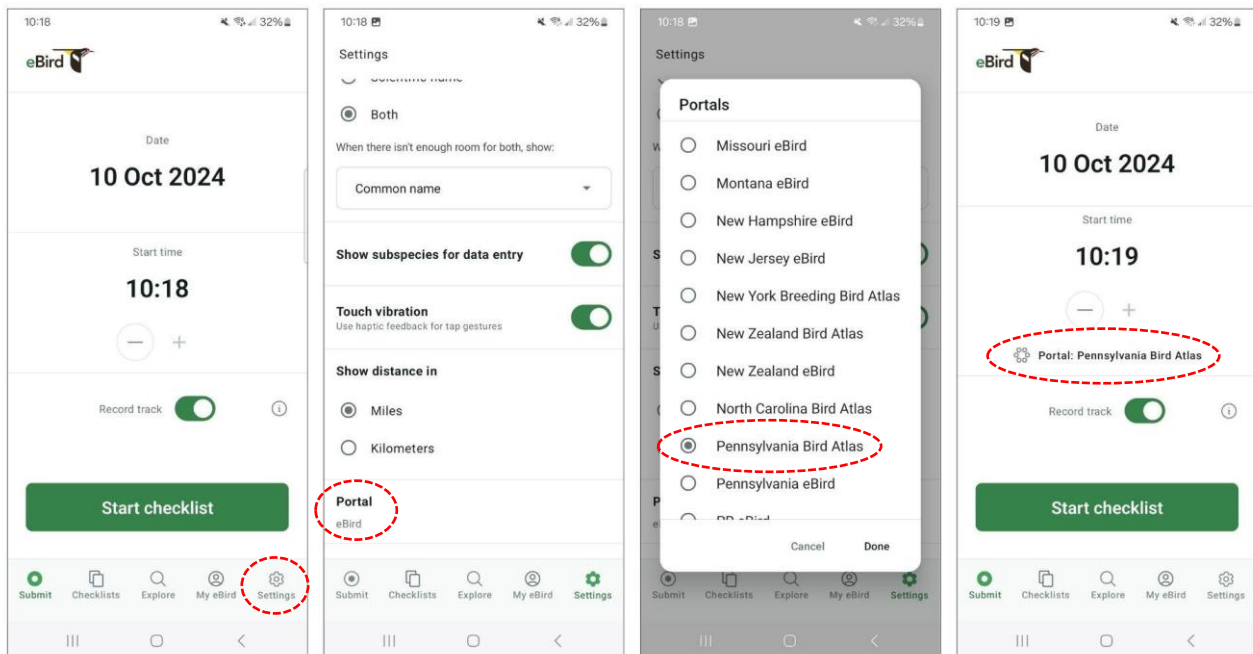 10:18
32%
eBird
Date
10 Oct 2024
Start time
10:18
Record track
Start checklist
Submit
Checklists
Explore
My eBird
Settings
10:18
32%
Settings
Both
When there isn't enough room for both, show:
Common name
Show subspecies for data entry
Touch vibration
Use haptic feedback for tap gestures
Show distance in
Miles
Kilometers
Portal
eBird
Submit
Checklists
Explore
My eBird
Settings
10:18
32%
Settings
Portals
Missouri eBird
Montana eBird
New Hampshire eBird
New Jersey eBird
New York Breeding Bird Atlas
New Zealand Bird Atlas
New Zealand eBird
North Carolina Bird Atlas
Pennsylvania Bird Atlas
Pennsylvania eBird
Cancel
Done
Submit
Checklists
Explore
My eBird
Settings
10:19
32%
eBird
Date
10 Oct 2024
Start time
10:19
Portal: Pennsylvania Bird Atlas
Record track
Start checklist
Submit
Checklists
Explore
My eBird
Settings